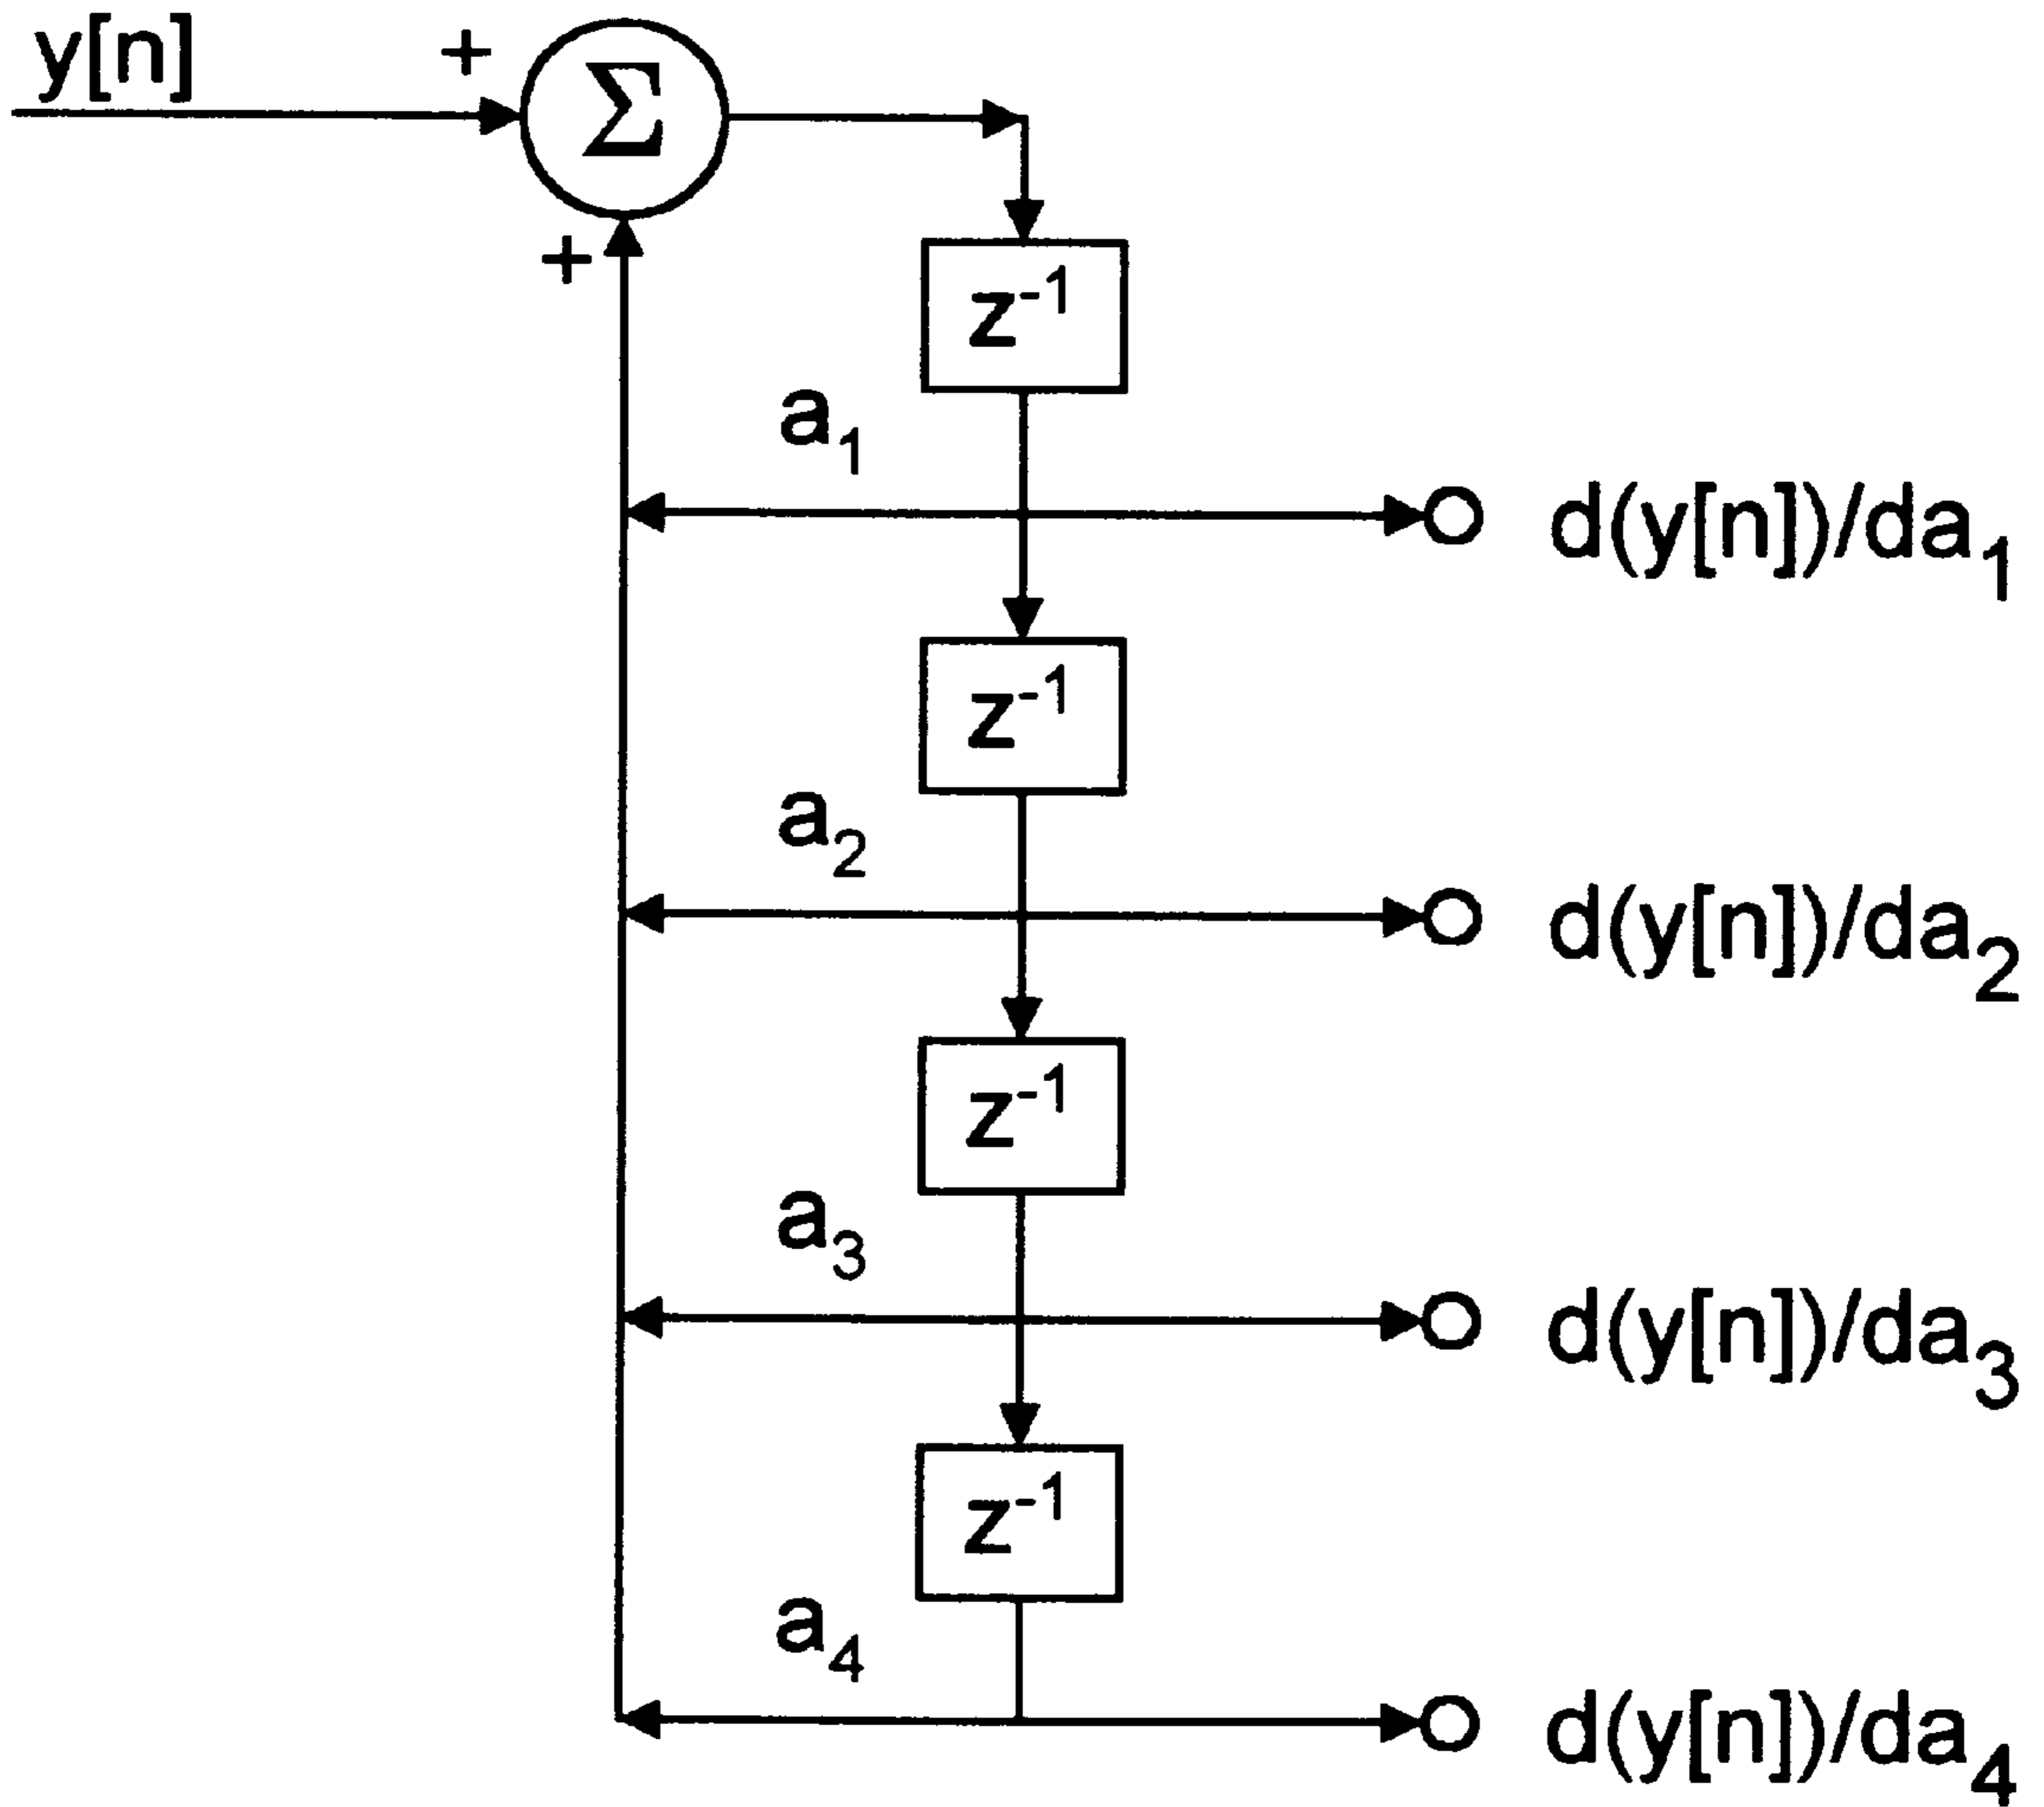 y[n]
+
Σ
+
z⁻¹
a₁
d(y[n])/da₁
z⁻¹
a₂
d(y[n])/da₂
z⁻¹
a₃
d(y[n])/da₃
z⁻¹
a₄
d(y[n])/da₄